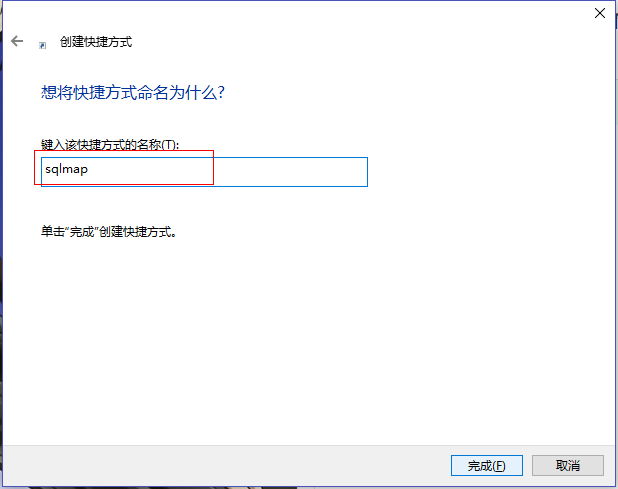 创建快捷方式
想将快捷方式命名为什么?
键入该快捷方式的名称(T):
sqlmap
单击“完成”创建快捷方式。
完成(F)
取消